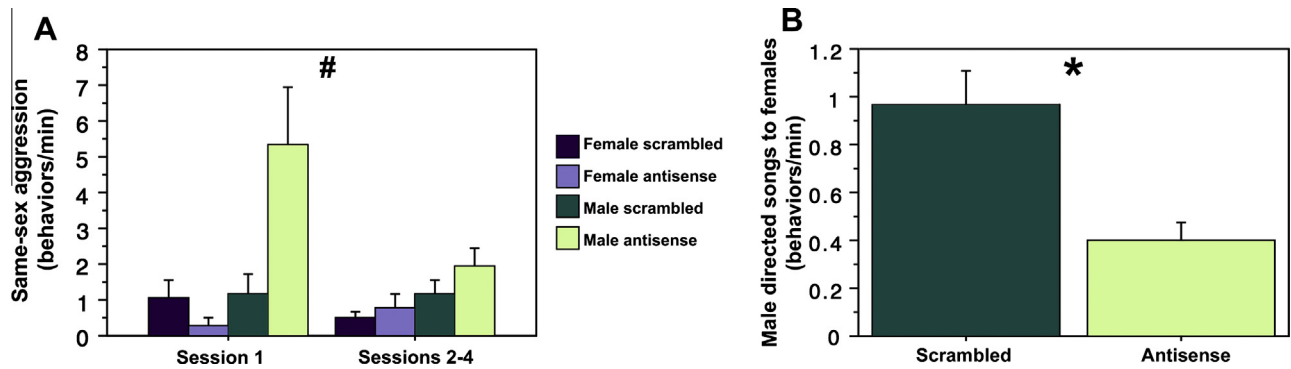 A
Same-sex aggression
(behaviors/min)
8
7
6
5
4
3
2
1
0
#
Session 1
Sessions 2-4
Female scrambled
Female antisense
Male scrambled
Male antisense
B
Male directed songs to females
(behaviors/min)
1.2
1
0.8
0.6
0.4
0.2
0
*
Scrambled
Antisense